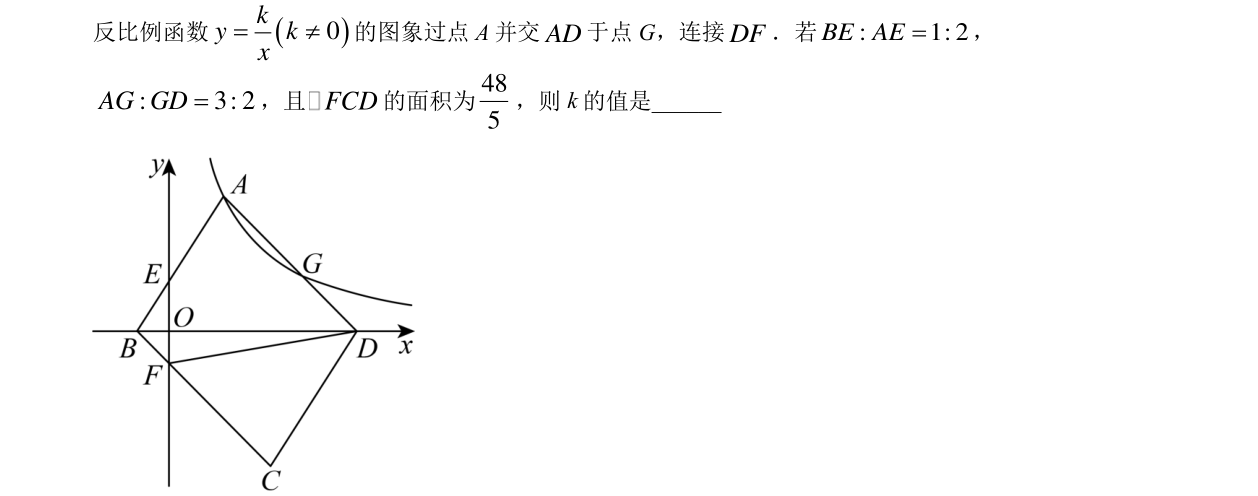 反比例函数 y = k/x (k ≠ 0) 的图象过点 A 并交 AD 于点 G，连接 DF．若 BE : AE = 1 : 2，
AG : GD = 3 : 2，且□FCD 的面积为 48/5，则 k 的值是______
y
A
E
G
O
B
D
x
F
C